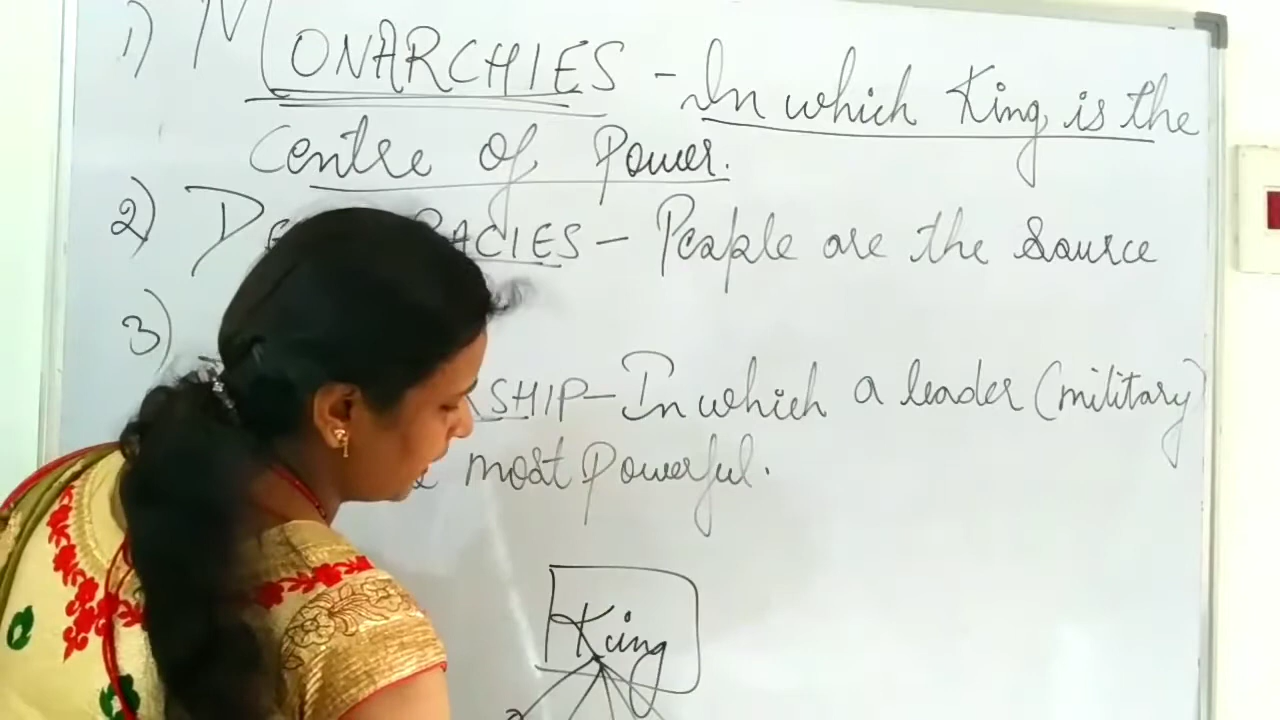 1) MONARCHIES - In which King is the
Centre of Power.
2) DEMOCRACIES - People are the Source
3) SHIP - In which a leader (military)
most Powerful.
King